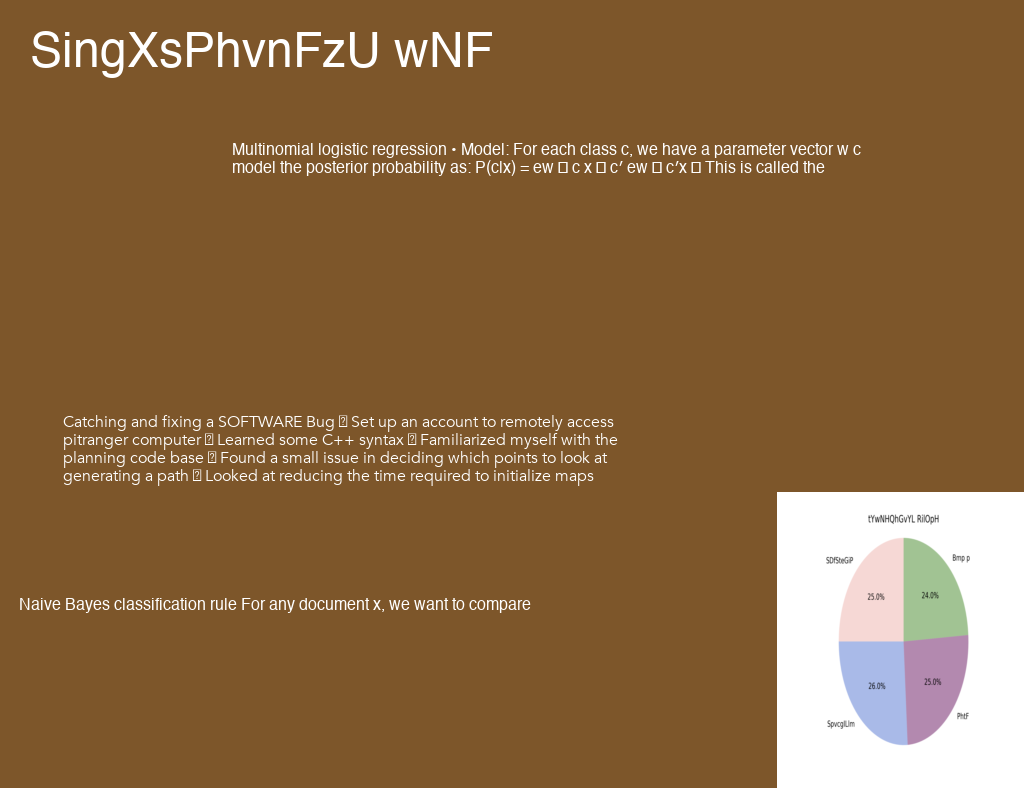 SingXsPhvnFzU wNF
Multinomial logistic regression • Model: For each class c, we have a parameter vector w c
model the posterior probability as: P(c|x) = ew  c x  c′ ew  c′x  This is called the
Catching and fixing a SOFTWARE Bug  Set up an account to remotely access
pitranger computer  Learned some C++ syntax  Familiarized myself with the
planning code base  Found a small issue in deciding which points to look at
generating a path  Looked at reducing the time required to initialize maps
Naive Bayes classification rule For any document x, we want to compare
tYwNHQhGvYL RilOpH
SDfSteGiP
Bmp p
25.0%
24.0%
26.0%
25.0%
PhtF
SpvcglLlm